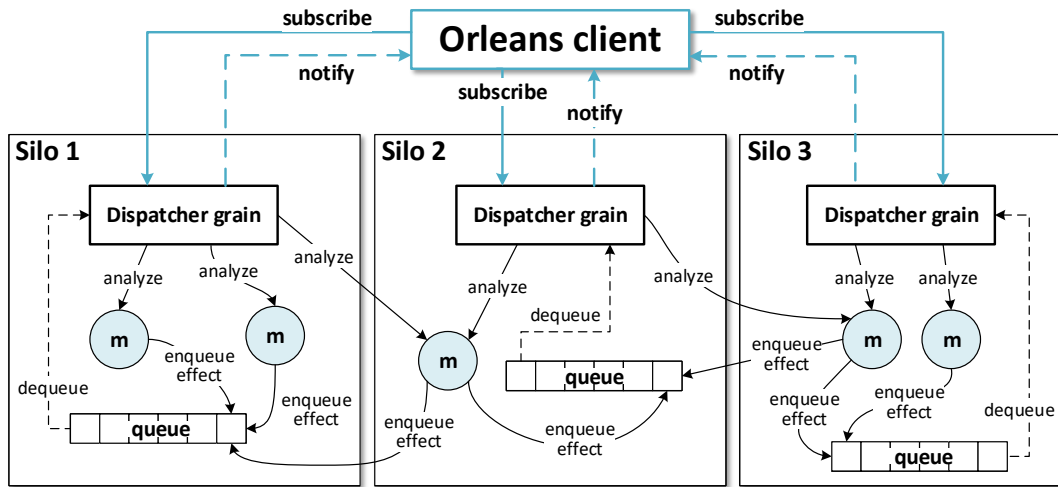 Orleans client
subscribe
notify
subscribe
notify
subscribe
notify
Silo 1
Dispatcher grain
analyze
analyze
analyze
m
m
enqueue
effect
enqueue
effect
dequeue
queue
Silo 2
Dispatcher grain
analyze
analyze
dequeue
m
queue
enqueue
effect
enqueue
effect
Silo 3
Dispatcher grain
analyze
analyze
m
m
enqueue
effect
enqueue
effect
enqueue
effect
dequeue
queue